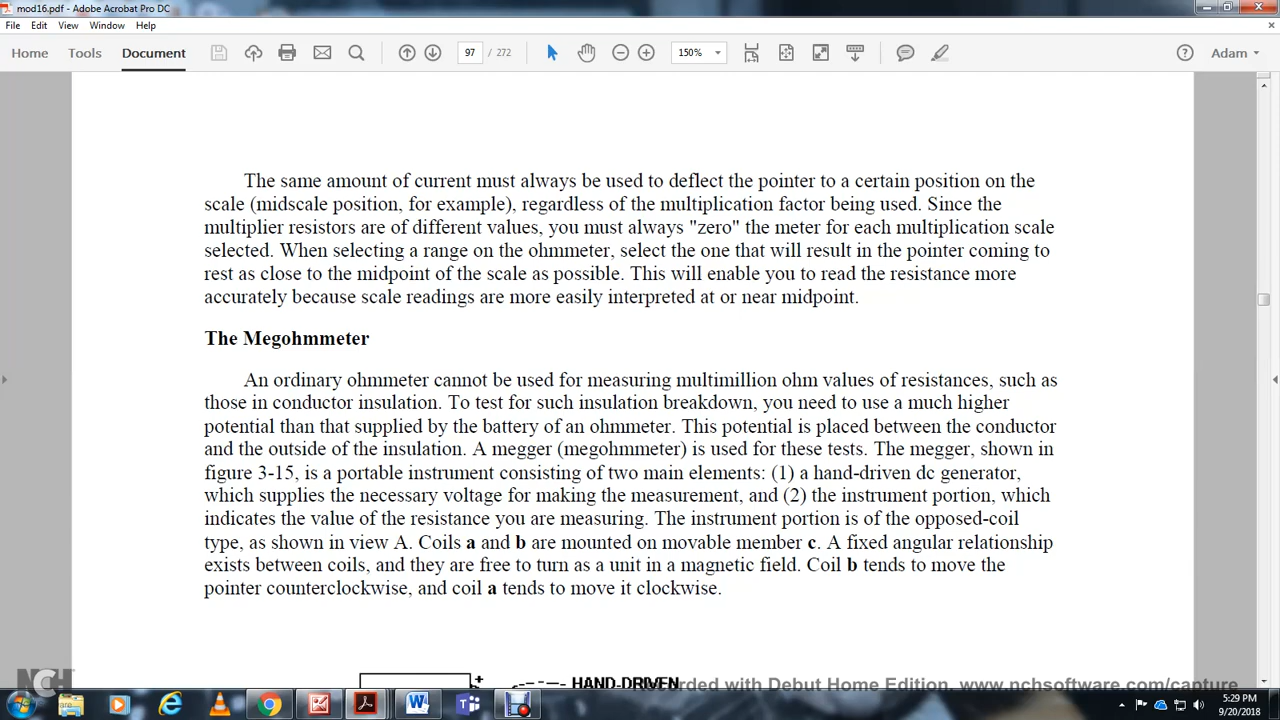 mod16.pdf - Adobe Acrobat Pro DC
File Edit View Window Help
Home Tools Document 97 / 272 150% Adam
The same amount of current must always be used to deflect the pointer to a certain position on the
scale (midscale position, for example), regardless of the multiplication factor being used. Since the
multiplier resistors are of different values, you must always "zero" the meter for each multiplication scale
selected. When selecting a range on the ohmmeter, select the one that will result in the pointer coming to
rest as close to the midpoint of the scale as possible. This will enable you to read the resistance more
accurately because scale readings are more easily interpreted at or near midpoint.
The Megohmmeter
An ordinary ohmmeter cannot be used for measuring multimillion ohm values of resistances, such as
those in conductor insulation. To test for such insulation breakdown, you need to use a much higher
potential than that supplied by the battery of an ohmmeter. This potential is placed between the conductor
and the outside of the insulation. A megger (megohmmeter) is used for these tests. The megger, shown in
figure 3-15, is a portable instrument consisting of two main elements: (1) a hand-driven dc generator,
which supplies the necessary voltage for making the measurement, and (2) the instrument portion, which
indicates the value of the resistance you are measuring. The instrument portion is of the opposed-coil
type, as shown in view A. Coils a and b are mounted on movable member c. A fixed angular relationship
exists between coils, and they are free to turn as a unit in a magnetic field. Coil b tends to move the
pointer counterclockwise, and coil a tends to move it clockwise.
+ HAND-DRIVEN
NCH
Recorded with Debut Home Edition. www.nchsoftware.com/capture
5:29 PM
9/20/2018